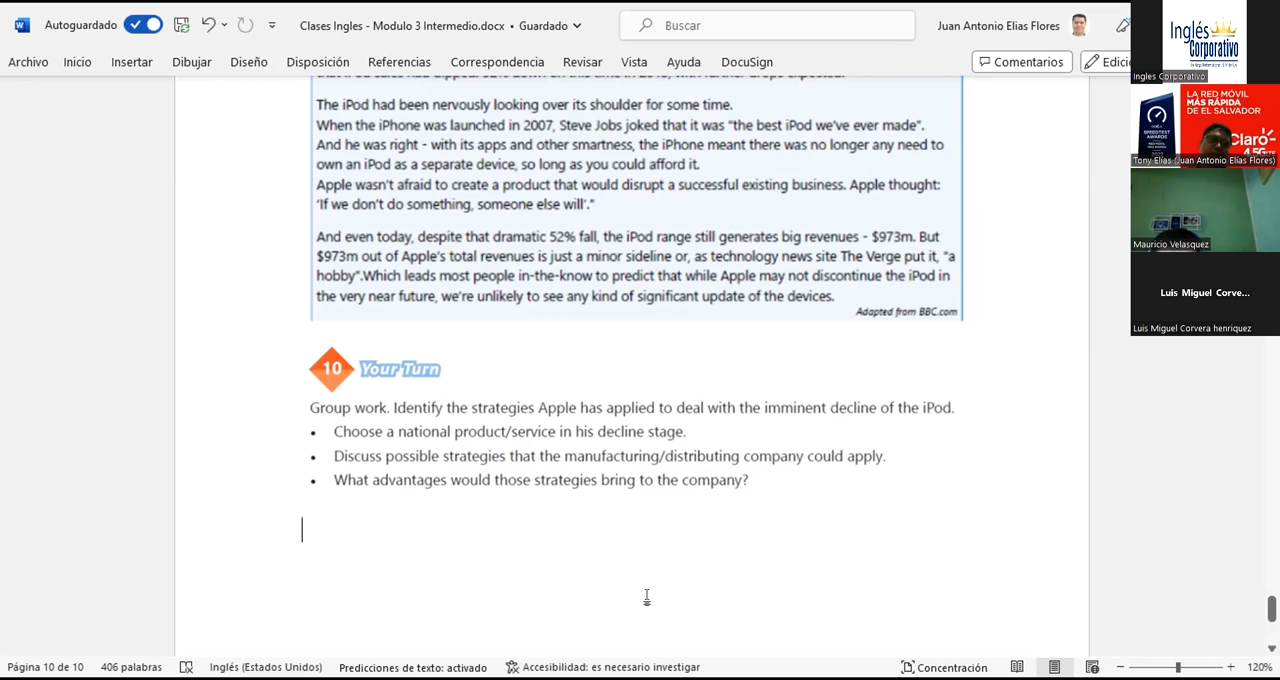 Autoguardado
Clases Ingles - Modulo 3 Intermedio.docx • Guardado
Buscar
Juan Antonio Elias Flores
Archivo Inicio Insertar Dibujar Diseño Disposición Referencias Correspondencia Revisar Vista Ayuda DocuSign
Comentarios
Edició
The iPod had been nervously looking over its shoulder for some time.
When the iPhone was launched in 2007, Steve Jobs joked that it was "the best iPod we've ever made".
And he was right - with its apps and other smartness, the iPhone meant there was no longer any need to
own an iPod as a separate device, so long as you could afford it.
Apple wasn't afraid to create a product that would disrupt a successful existing business. Apple thought:
'If we don't do something, someone else will'."
And even today, despite that dramatic 52% fall, the iPod range still generates big revenues - $973m. But
$973m out of Apple's total revenues is just a minor sideline or, as technology news site The Verge put it, "a
hobby".Which leads most people in-the-know to predict that while Apple may not discontinue the iPod in
the very near future, we're unlikely to see any kind of significant update of the devices.
Adapted from BBC.com
10 Your Turn
Group work. Identify the strategies Apple has applied to deal with the imminent decline of the iPod.
• Choose a national product/service in his decline stage.
• Discuss possible strategies that the manufacturing/distributing company could apply.
• What advantages would those strategies bring to the company?
Página 10 de 10 406 palabras Inglés (Estados Unidos) Predicciones de texto: activado Accesibilidad: es necesario investigar
Concentración
120%
Inglés
Corporativo
Ingles Corporativo
LA RED MÓVIL
MÁS RÁPIDA
DE EL SALVADOR
SPEEDTEST
AWARDS
Claro
4.5G
Tony Elías (Juan Antonio Elías Flores)
Mauricio Velasquez
Luis Miguel Corve...
Luis Miguel Corvera henriquez